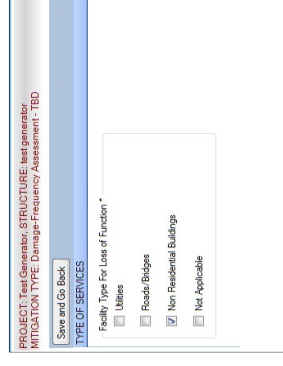 PROJECT: Test Generator, STRUCTURE: test generator
MITIGATION TYPE: Damage-Frequency Assessment - TBD
Save and Go Back
TYPE OF SERVICES
Facility Type For Loss of Function *
Utilities
Roads/Bridges
Non Residential Buildings
Not Applicable